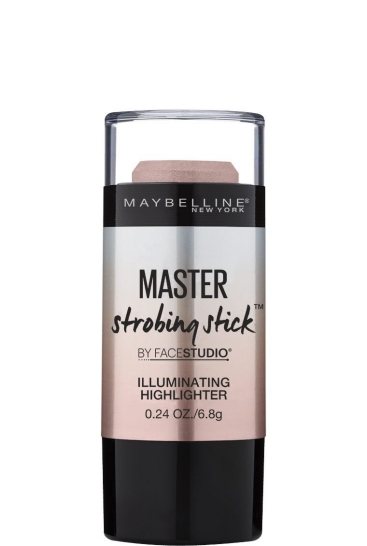 MAYBELLINE®
NEW YORK
MASTER
strobing stick™
BY FACESTUDIO®
ILLUMINATING
HIGHLIGHTER
0.24 OZ./6.8g